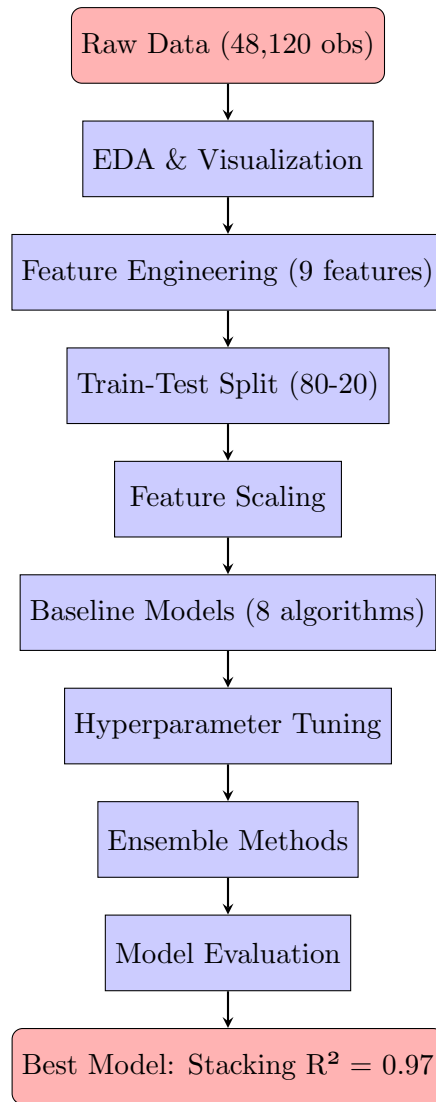 Raw Data (48,120 obs)
EDA & Visualization
Feature Engineering (9 features)
Train-Test Split (80-20)
Feature Scaling
Baseline Models (8 algorithms)
Hyperparameter Tuning
Ensemble Methods
Model Evaluation
Best Model: Stacking R² = 0.97